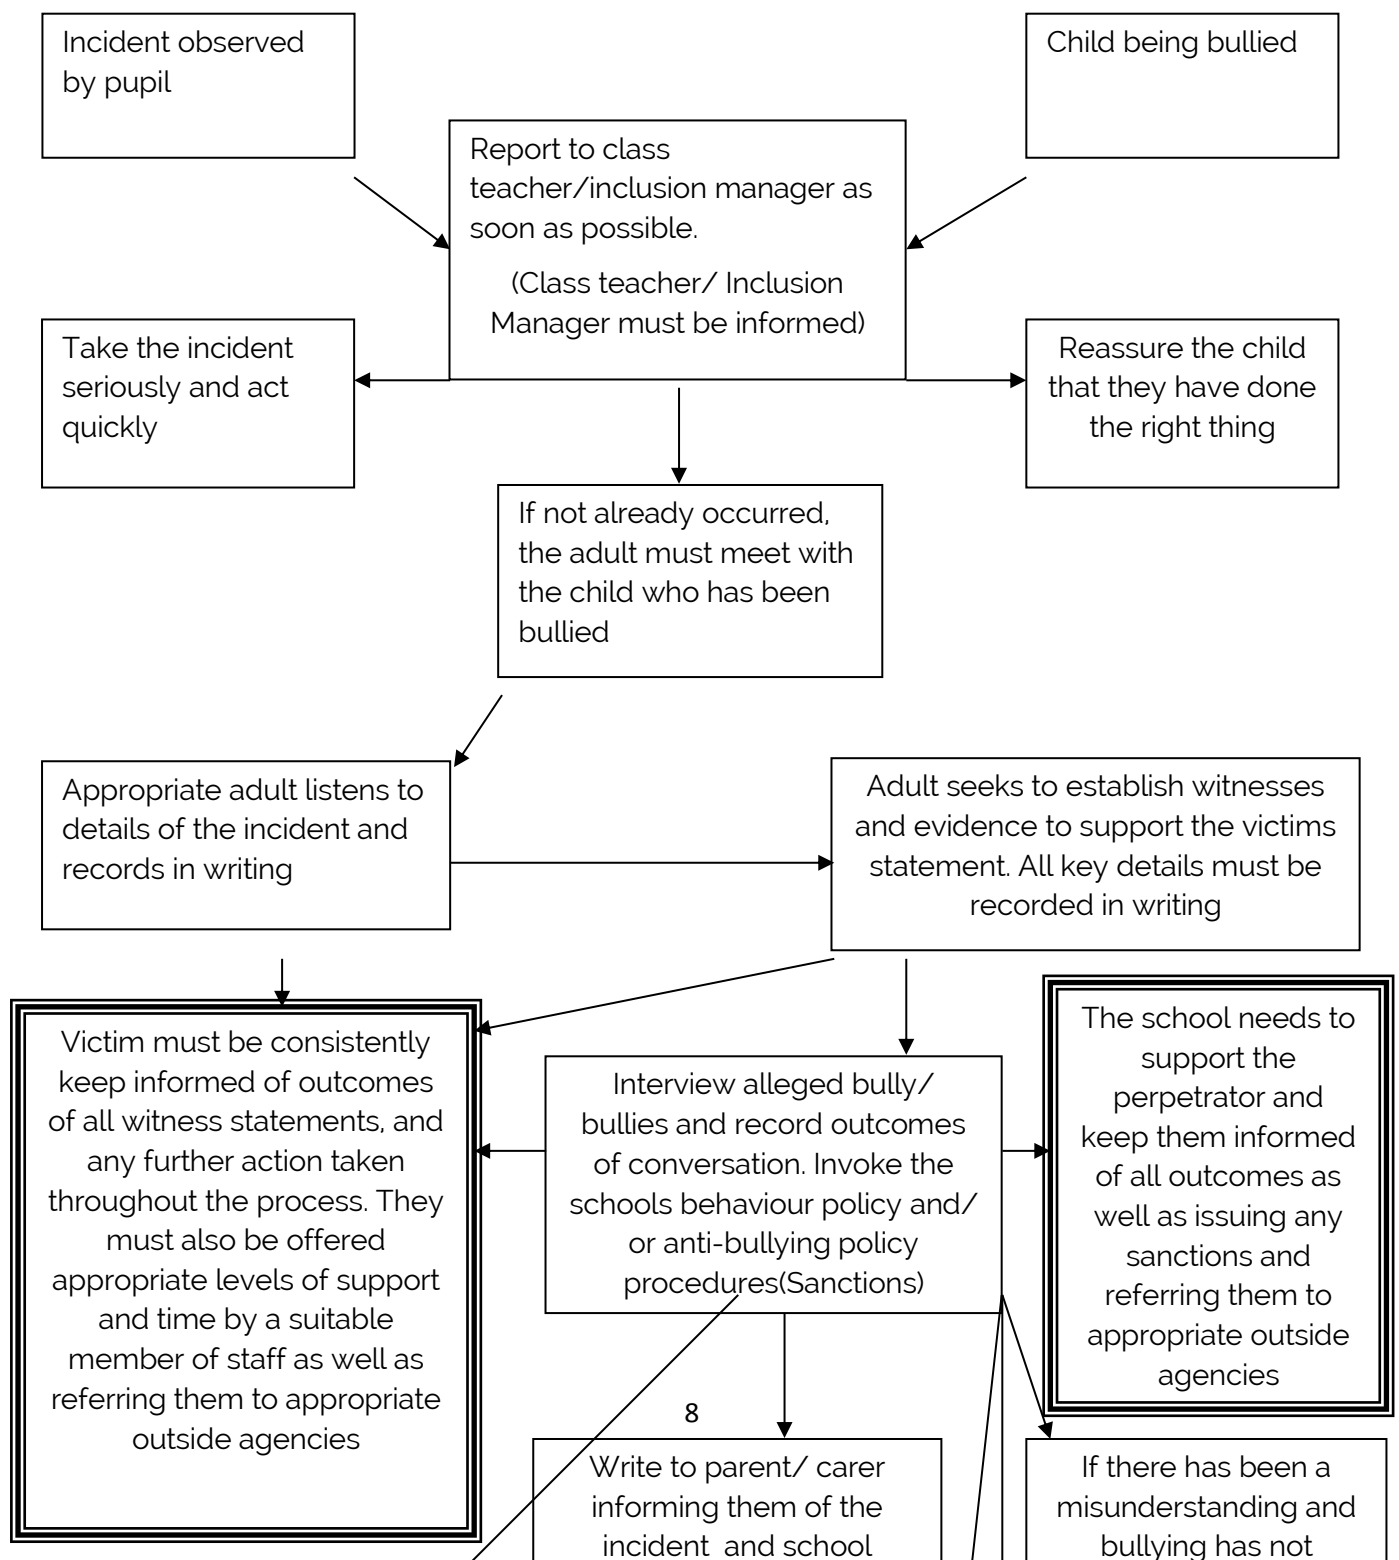 Incident observed
by pupil
Child being bullied
Report to class
teacher/inclusion manager as
soon as possible.
(Class teacher/ Inclusion
Manager must be informed)
Take the incident
seriously and act
quickly
Reassure the child
that they have done
the right thing
If not already occurred,
the adult must meet with
the child who has been
bullied
Appropriate adult listens to
details of the incident and
records in writing
Adult seeks to establish witnesses
and evidence to support the victims
statement. All key details must be
recorded in writing
Victim must be consistently
keep informed of outcomes
of all witness statements, and
any further action taken
throughout the process. They
must also be offered
appropriate levels of support
and time by a suitable
member of staff as well as
referring them to appropriate
outside agencies
Interview alleged bully/
bullies and record outcomes
of conversation. Invoke the
schools behaviour policy and/
or anti-bullying policy
procedures(Sanctions)
The school needs to
support the
perpetrator and
keep them informed
of all outcomes as
well as issuing any
sanctions and
referring them to
appropriate outside
agencies
8
Write to parent/ carer
informing them of the
incident  and school
If there has been a
misunderstanding and
bullying has not